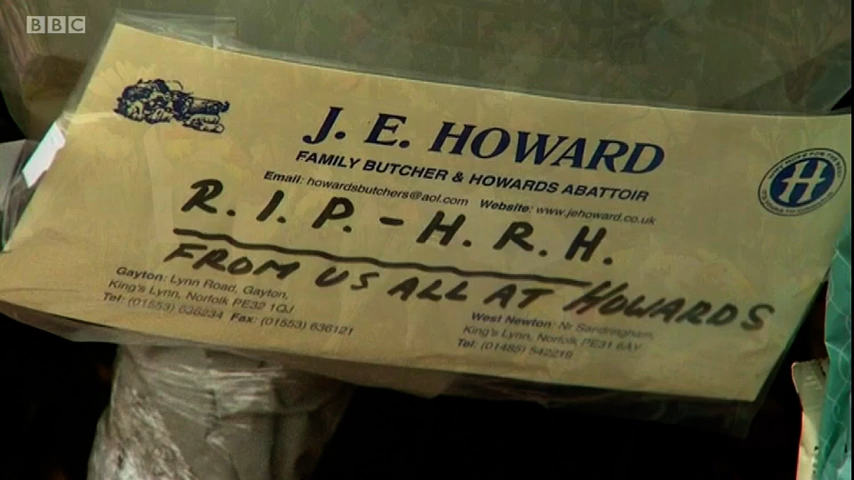 BBC
J. E. HOWARD
FAMILY BUTCHER & HOWARDS ABATTOIR
Email: howardsbutchers@aol.com Website: www.jehoward.co.uk
R. I. P. - H. R. H.
FROM US ALL AT HOWARDS
Gayton: Lynn Road, Gayton,
King's Lynn, Norfolk PE32 1QJ
Tel: (01553) 636234 Fax: (01553) 636121
West Newton: Nr Sandringham,
King's Lynn, Norfolk PE31 6AY
Tel: (01485) 542219
H